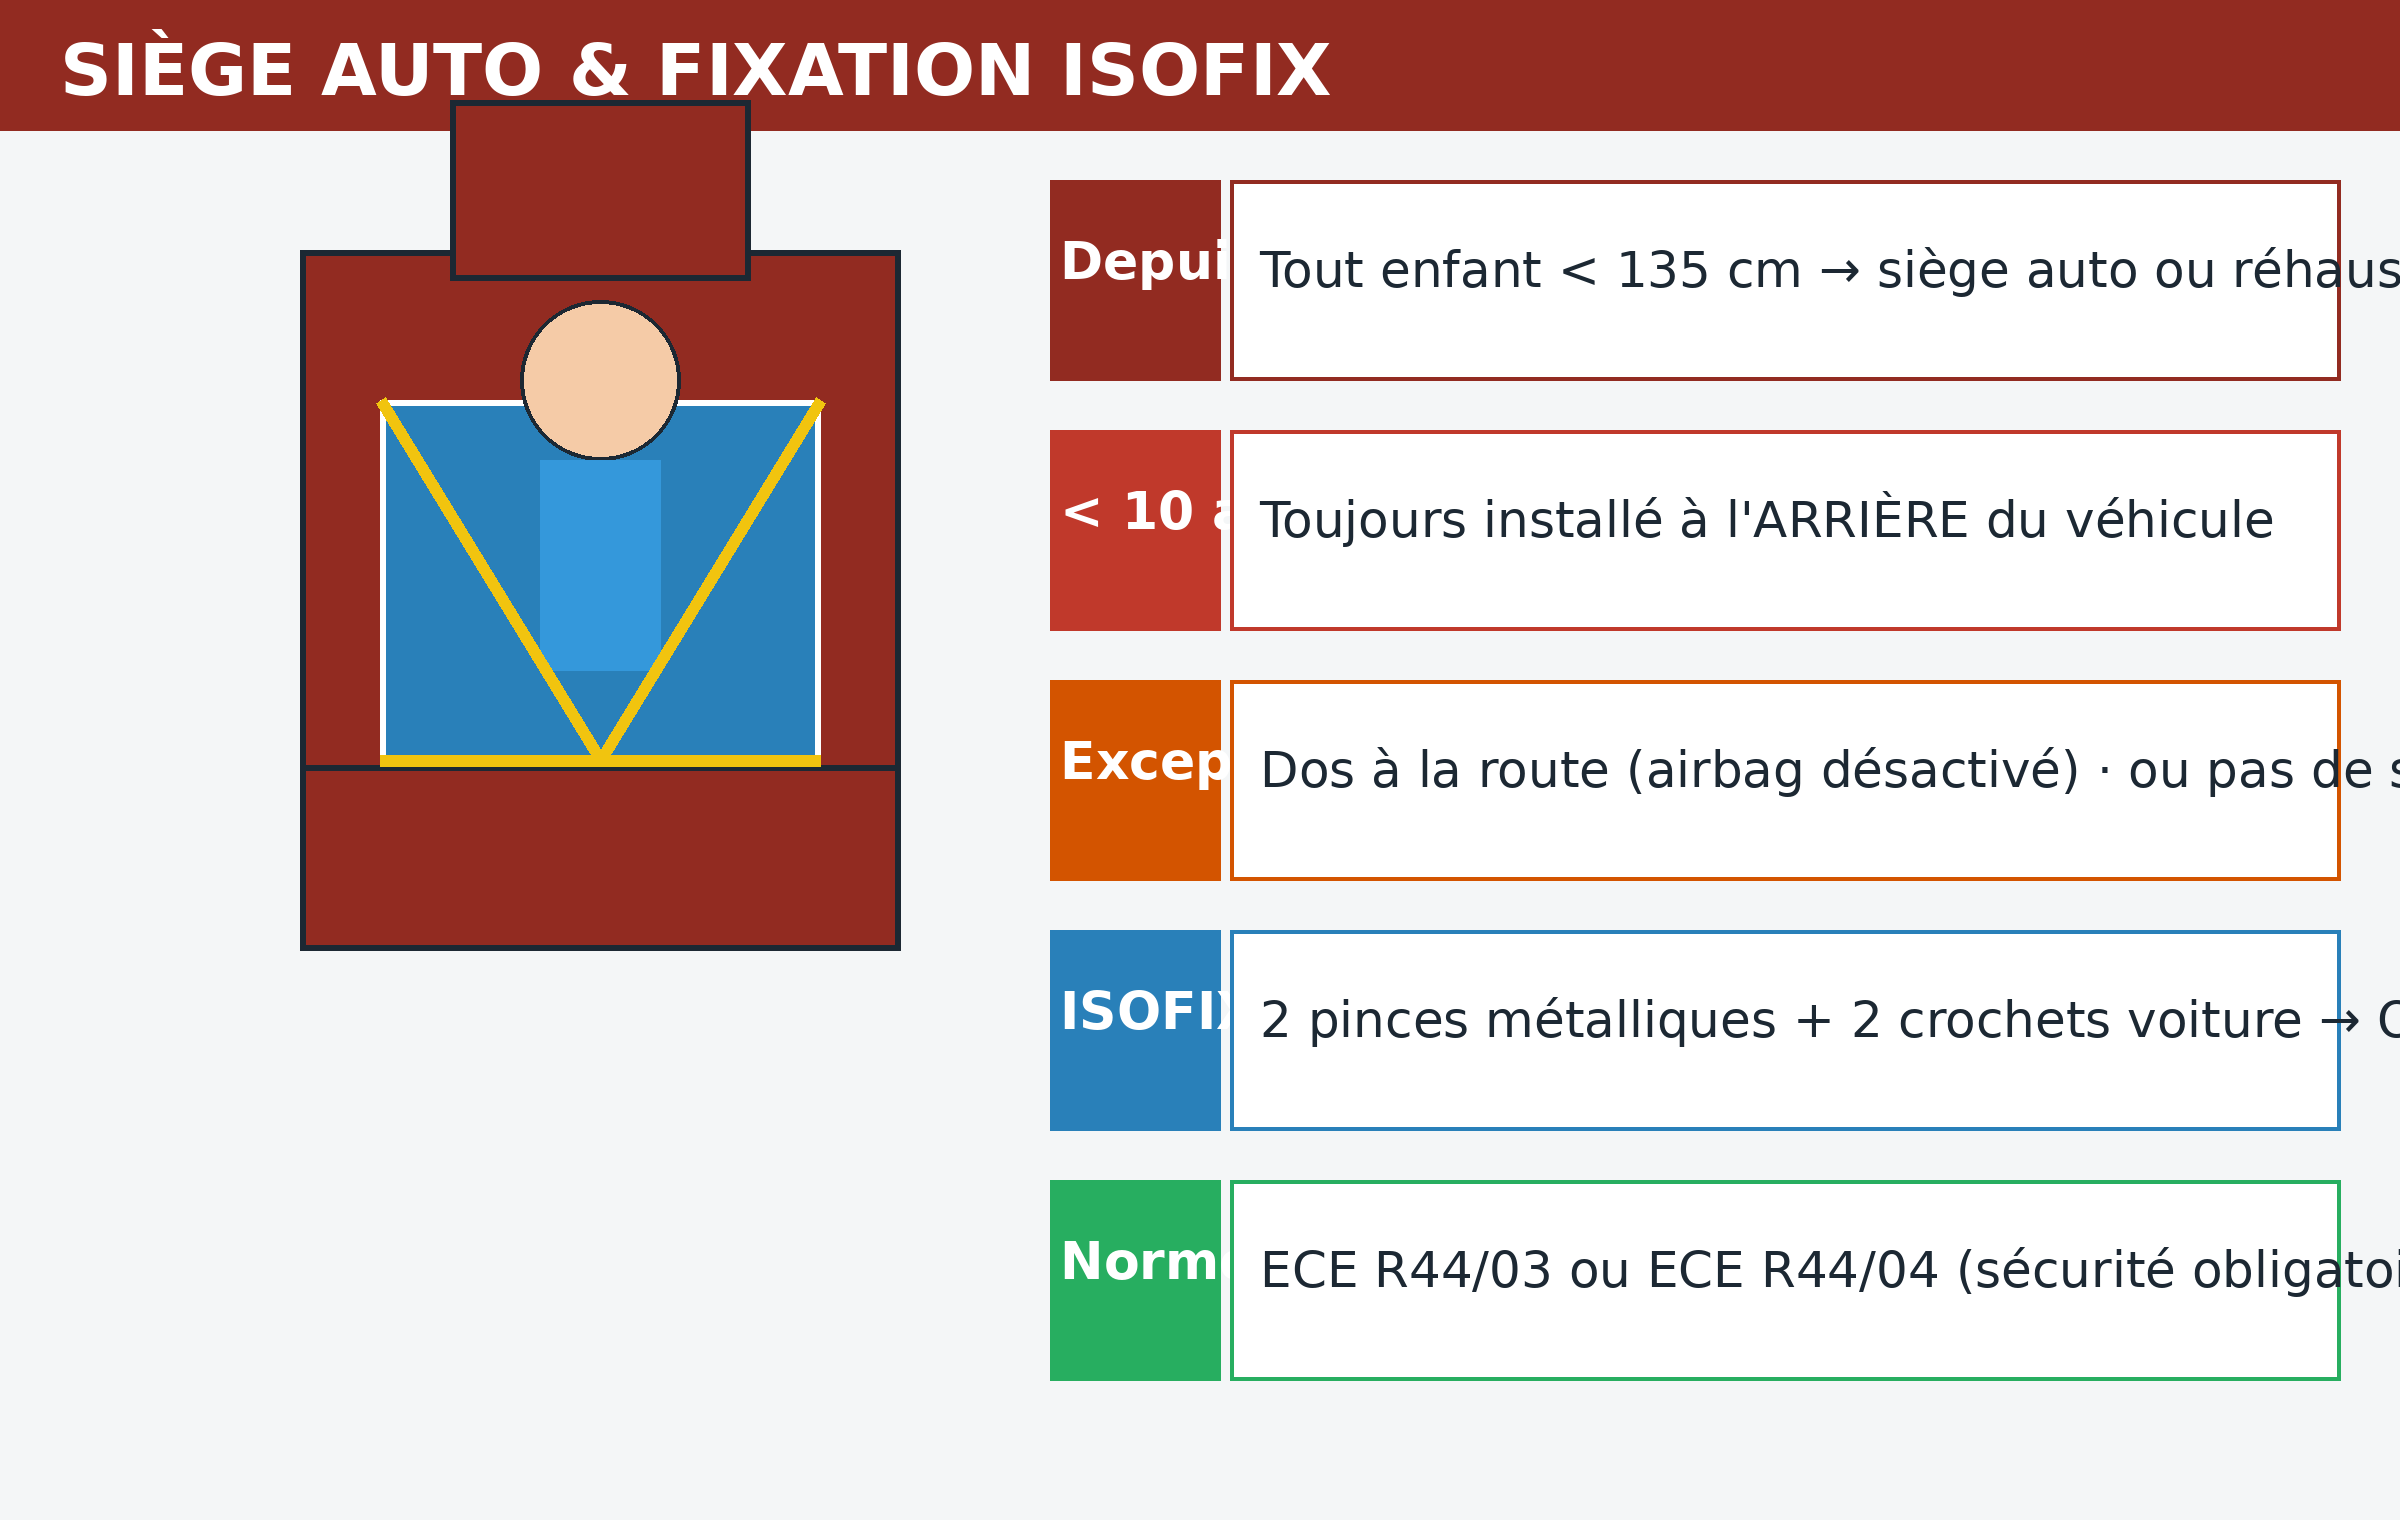 SIÈGE AUTO & FIXATION ISOFIX
Depui
Tout enfant < 135 cm → siège auto ou réhaus
< 10 a
Toujours installé à l'ARRIÈRE du véhicule
Excep
Dos à la route (airbag désactivé) · ou pas de s
ISOFIX
2 pinces métalliques + 2 crochets voiture →
Norme
ECE R44/03 ou ECE R44/04 (sécurité obligatoi